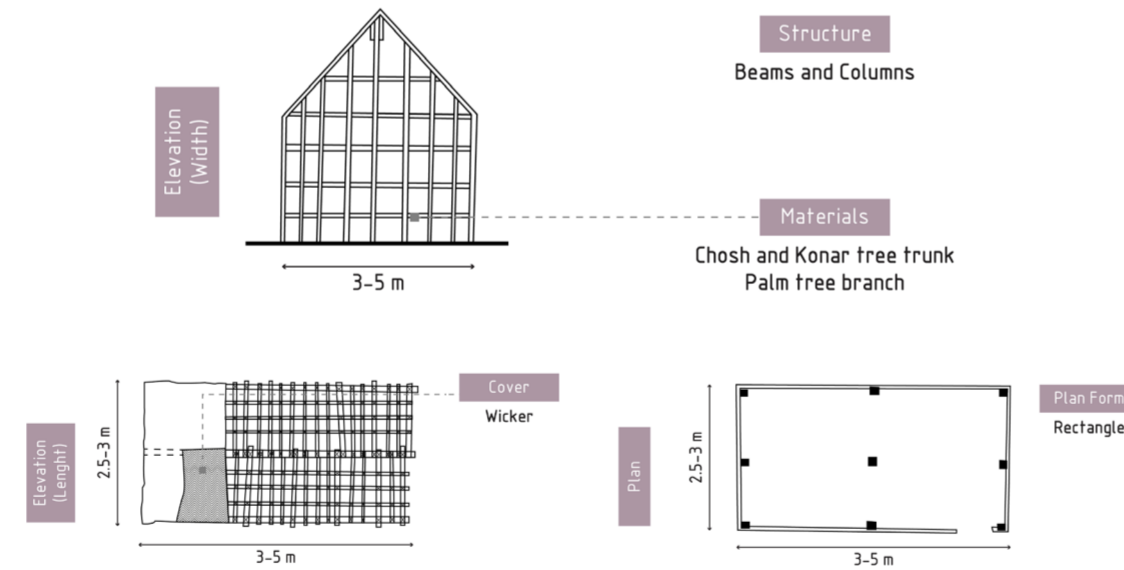 Structure
Beams and Columns
Elevation
(Width)
Materials
Chosh and Konar tree trunk
Palm tree branch
3-5 m
Elevation
(Lenght)
2.5-3 m
Cover
Wicker
3-5 m
Plan
2.5-3 m
Plan Form
Rectangle
3-5 m